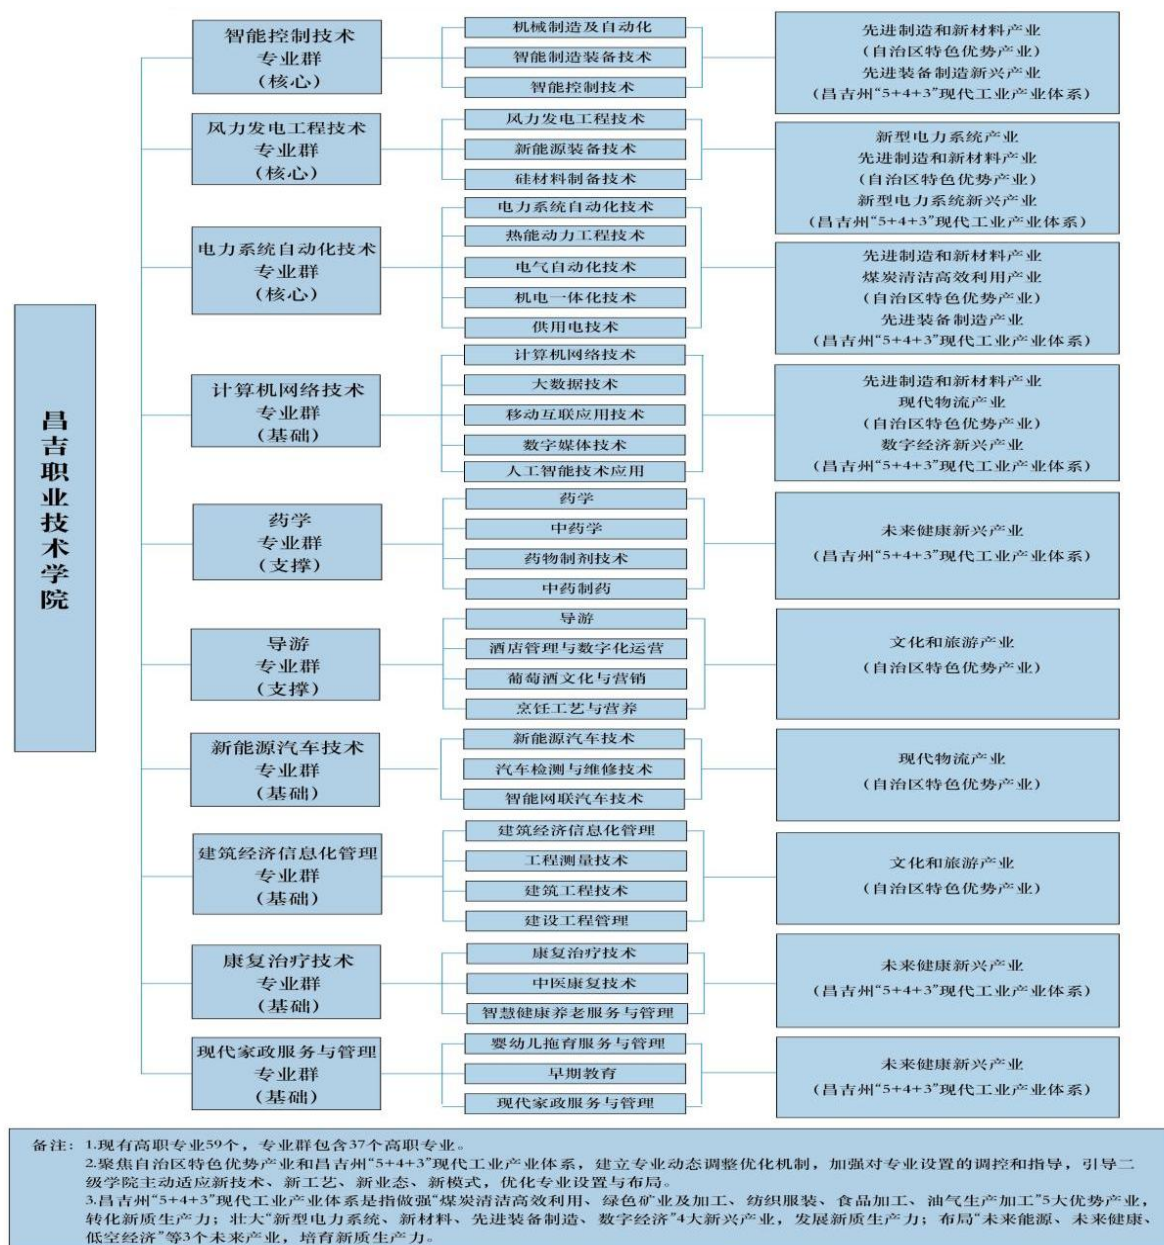 昌吉职业技术学院
智能控制技术
专业群
(核心)
机械制造及自动化
智能制造装备技术
智能控制技术
先进制造和新材料产业
(自治区特色优势产业)
先进装备制造新兴产业
(昌吉州“5+4+3”现代工业产业体系)
风力发电工程技术
专业群
(核心)
风力发电工程技术
新能源装备技术
硅材料制备技术
新型电力系统产业
先进制造和新材料产业
(自治区特色优势产业)
新型电力系统新兴产业
(昌吉州“5+4+3”现代工业产业体系)
电力系统自动化技术
专业群
(核心)
电力系统自动化技术
热能动力工程技术
电气自动化技术
机电一体化技术
供用电技术
先进制造和新材料产业
煤炭清洁高效利用产业
(自治区特色优势产业)
先进装备制造产业
(昌吉州“5+4+3”现代工业产业体系)
计算机网络技术
专业群
(基础)
计算机网络技术
大数据技术
移动互联应用技术
数字媒体技术
人工智能技术应用
先进制造和新材料产业
现代物流产业
(自治区特色优势产业)
数字经济新兴产业
(昌吉州“5+4+3”现代工业产业体系)
药学
专业群
(支撑)
药学
中药学
药物制剂技术
中药制药
未来健康新兴产业
(昌吉州“5+4+3”现代工业产业体系)
导游
专业群
(支撑)
导游
酒店管理与数字化运营
葡萄酒文化与营销
烹饪工艺与营养
文化和旅游产业
(自治区特色优势产业)
新能源汽车技术
专业群
(基础)
新能源汽车技术
汽车检测与维修技术
智能网联汽车技术
现代物流产业
(自治区特色优势产业)
建筑经济信息化管理
专业群
(基础)
建筑经济信息化管理
工程测量技术
建筑工程技术
建设工程管理
文化和旅游产业
(自治区特色优势产业)
康复治疗技术
专业群
(基础)
康复治疗技术
中医康复技术
智慧健康养老服务与管理
未来健康新兴产业
(昌吉州“5+4+3”现代工业产业体系)
现代家政服务与管理
专业群
(基础)
婴幼儿拖育服务与管理
早期教育
现代家政服务与管理
未来健康新兴产业
(昌吉州“5+4+3”现代工业产业体系)
备注：1.现有高职专业59个，专业群包含37个高职专业。
2.聚焦自治区特色优势产业和昌吉州“5+4+3”现代工业产业体系，建立专业动态调整优化机制，加强对专业设置的调控和指导，引导二
级学院主动适应新技术、新工艺、新业态、新模式，优化专业设置与布局。
3.昌吉州“5+4+3”现代工业产业体系是指做强“煤炭清洁高效利用、绿色矿业及加工、纺织服装、食品加工、油气生产加工”5大优势产业，
转化新质生产力；壮大“新型电力系统、新材料、先进装备制造、数字经济”4大新兴产业，发展新质生产力；布局“未来能源、未来健康、
低空经济”等3个未来产业，培育新质生产力。